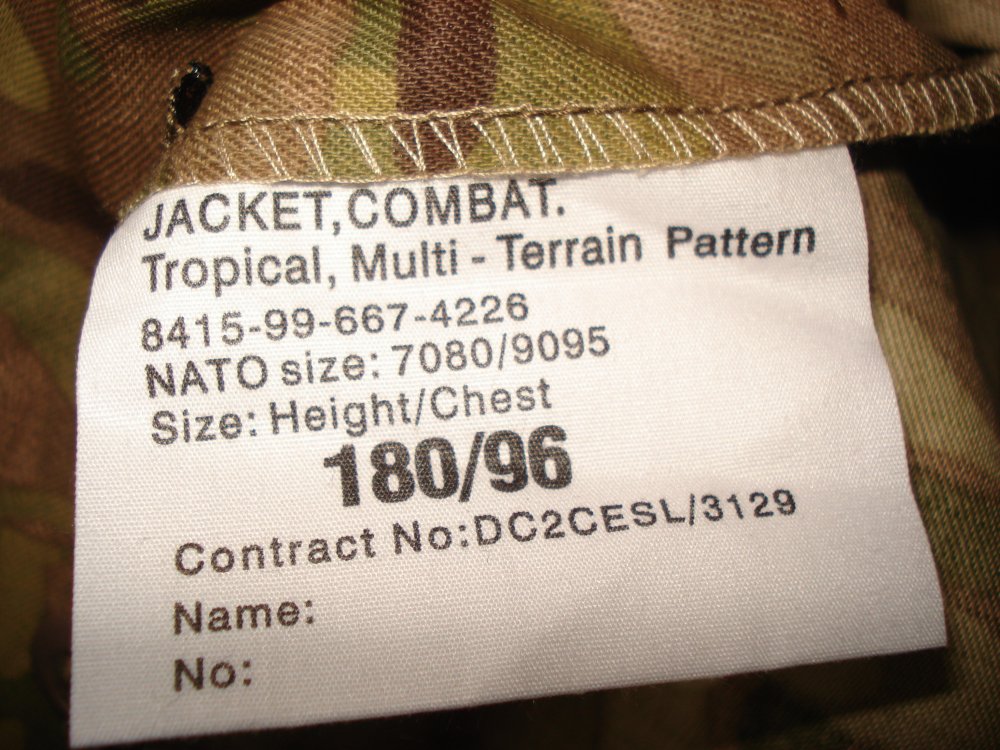 JACKET,COMBAT.
Tropical, Multi - Terrain Pattern
8415-99-667-4226
NATO size: 7080/9095
Size: Height/Chest
180/96
Contract No:DC2CESL/3129
Name:
No: